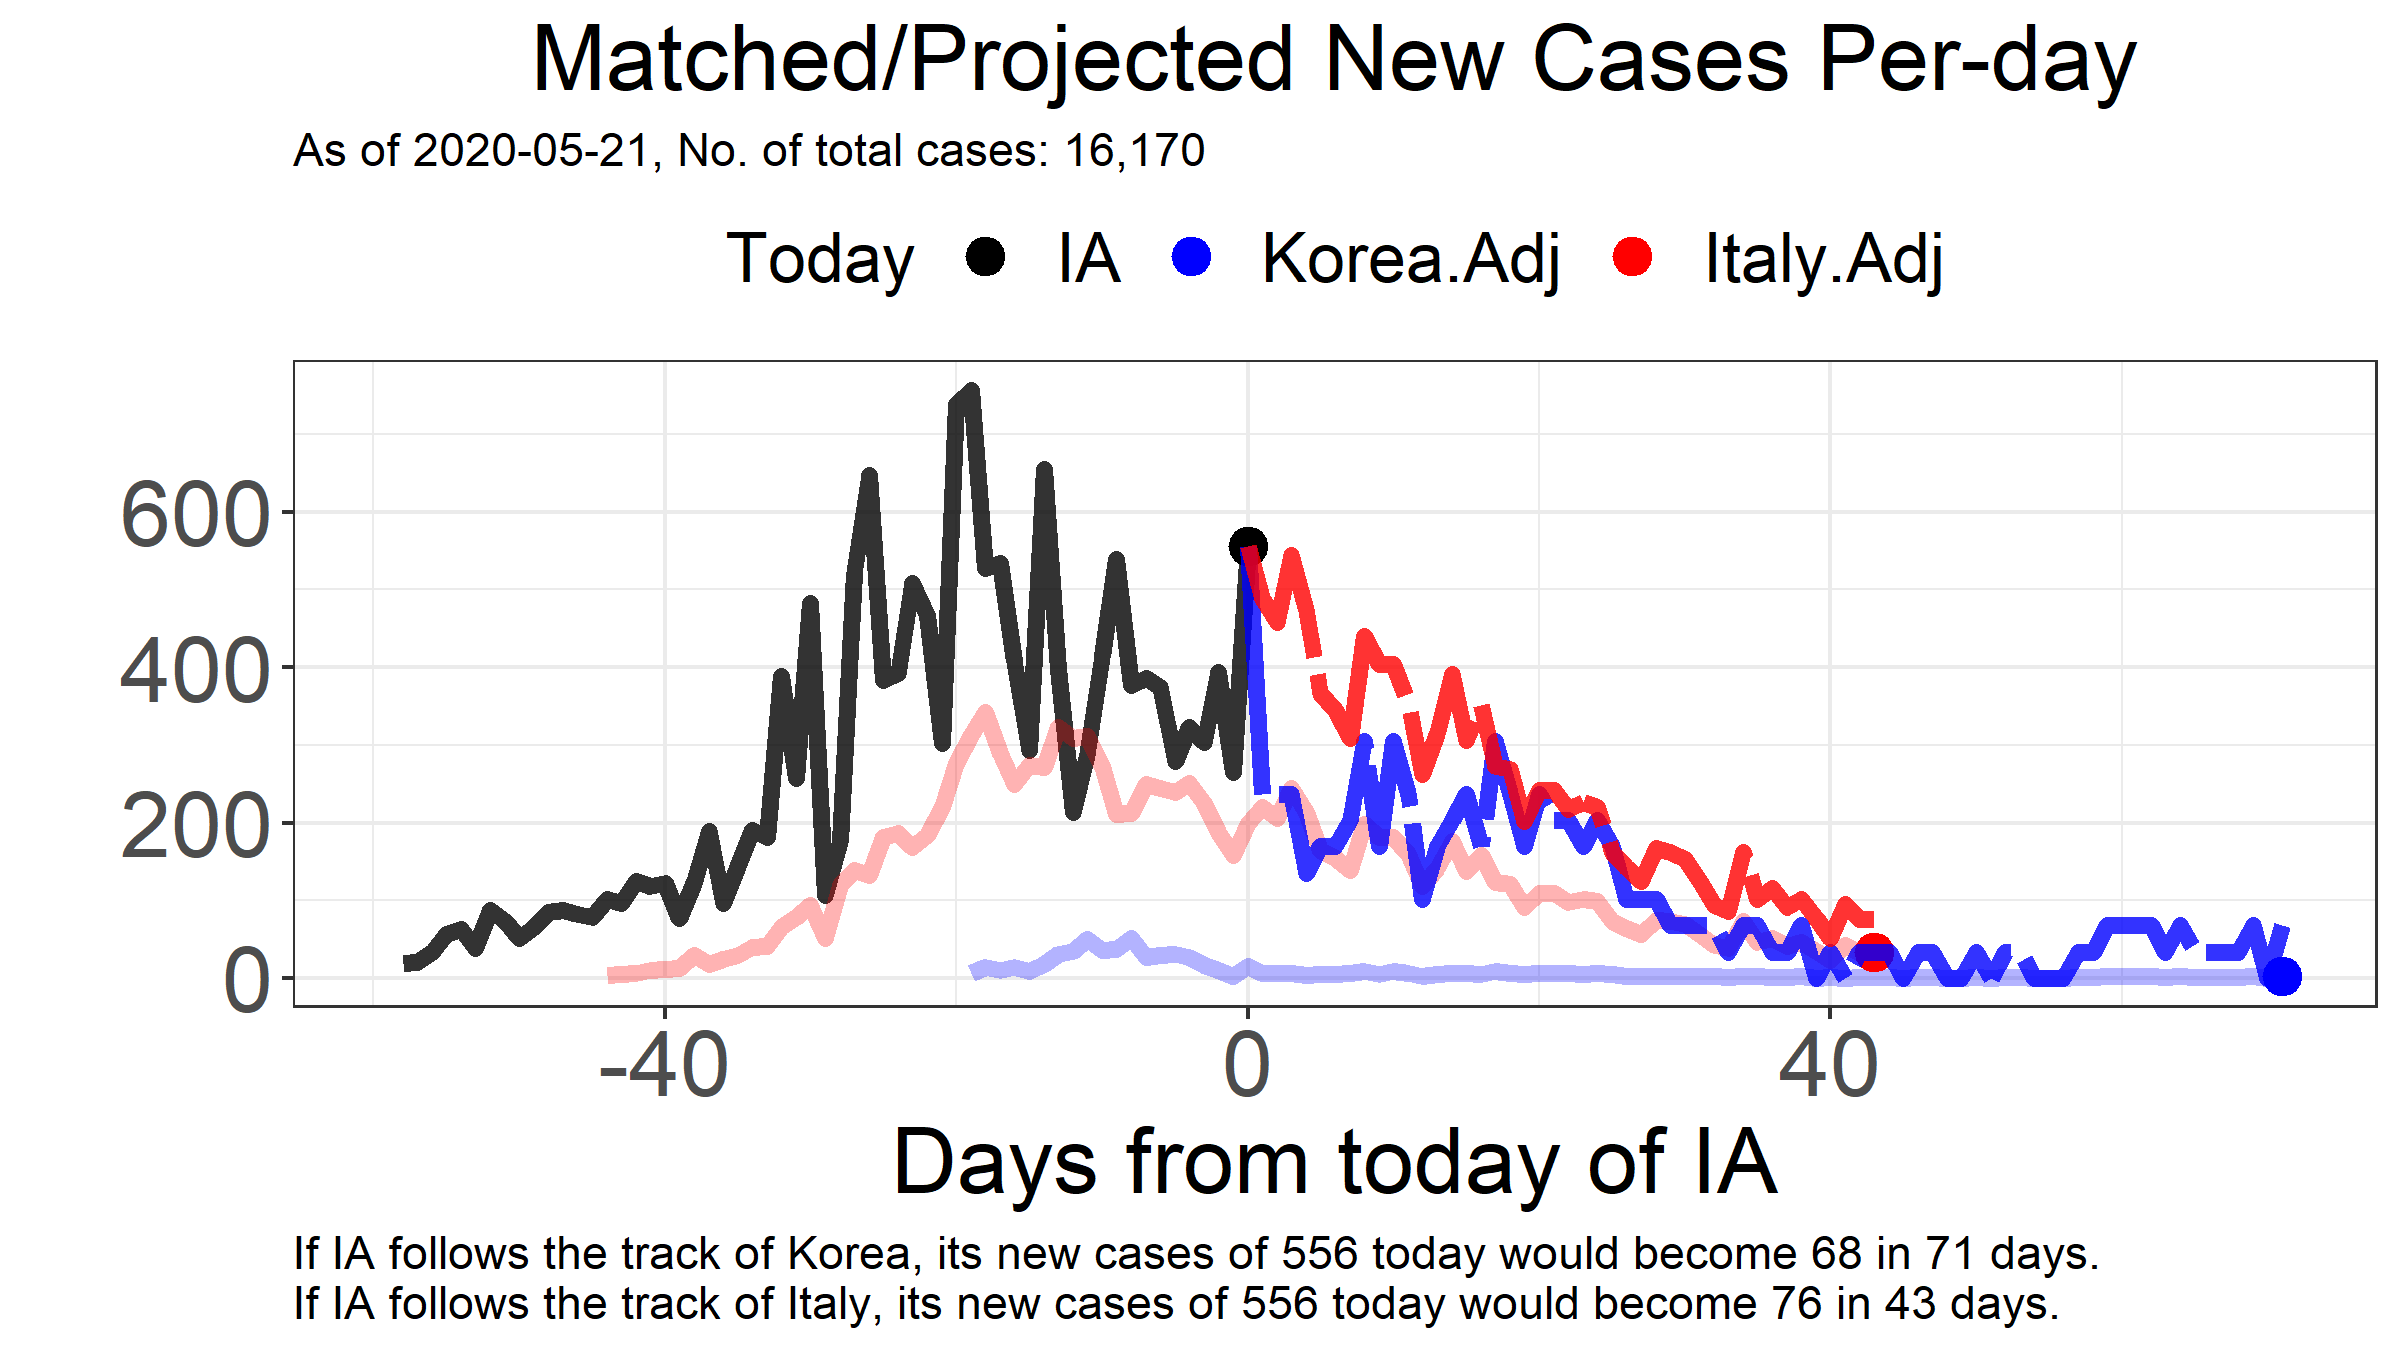 Matched/Projected New Cases Per-day
As of 2020-05-21, No. of total cases: 16,170
Today IA Korea.Adj Italy.Adj
600
400
200
0
-40 0 40
Days from today of IA
If IA follows the track of Korea, its new cases of 556 today would become 68 in 71 days.
If IA follows the track of Italy, its new cases of 556 today would become 76 in 43 days.